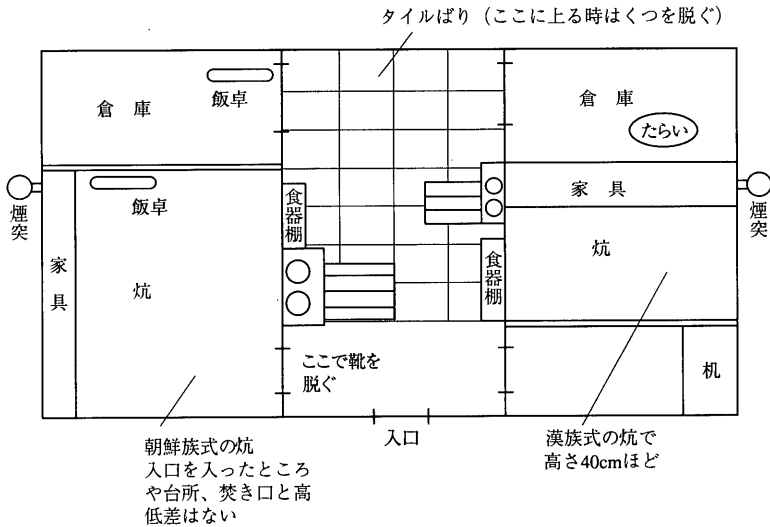 タイルばり（ここに上る時はくつを脱ぐ）
倉庫
飯卓
倉庫
たらい
煙突
飯卓
食器棚
家具
煙突
家具
炕
食器棚
炕
ここで靴を
脱ぐ
机
入口
朝鮮族式の炕
入口を入ったところ
や台所、焚き口と高
低差はない
漢族式の炕で
高さ40cmほど